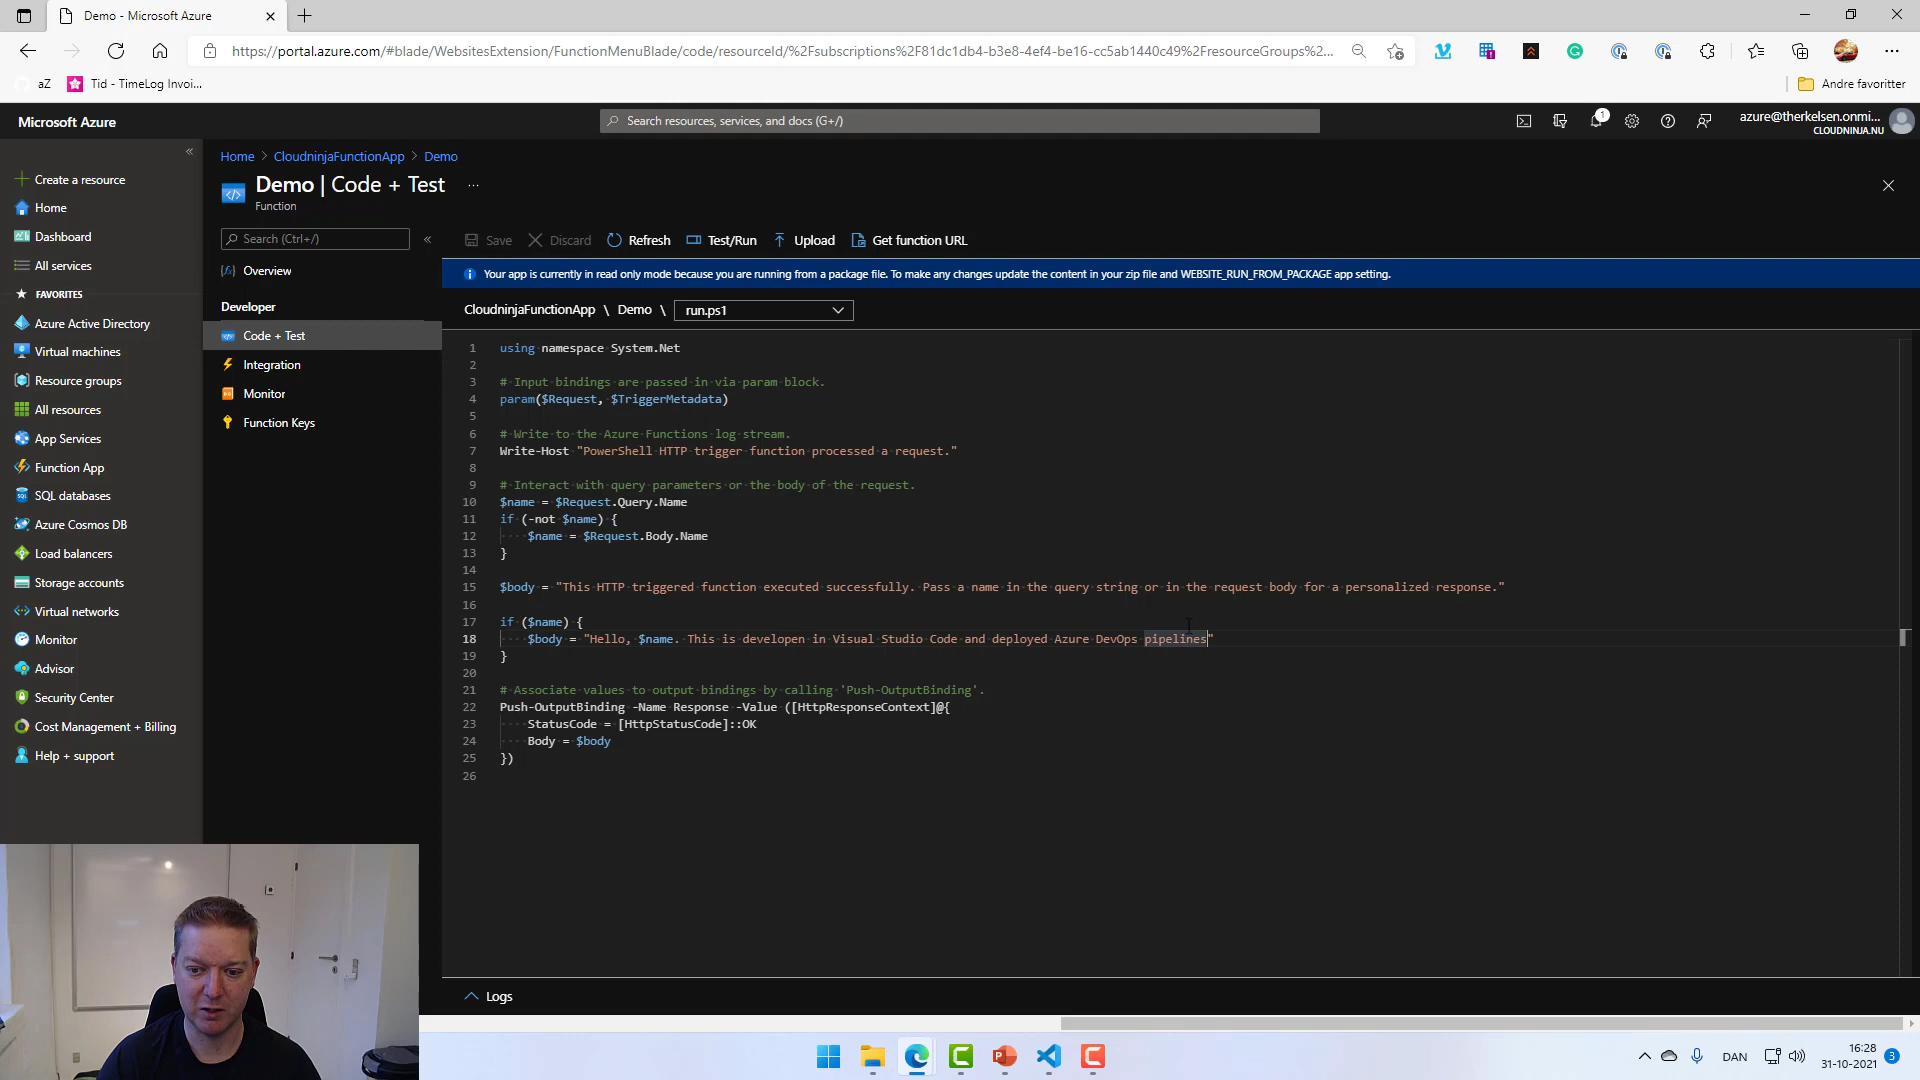 Demo - Microsoft Azure
https://portal.azure.com/#blade/WebsitesExtension/FunctionMenuBlade/code/resourceId/%2Fsubscriptions%2F81dc1db4-b3e8-4ef4-be16-cc5ab1440c49%2FresourceGroups%2...
aZ
Tid - TimeLog Invoi...
Andre favoritter
Microsoft Azure
Search resources, services, and docs (G+/)
1
azure@therkelsen.onmi...
CLOUDNINJA.NU
Create a resource
Home
Dashboard
All services
FAVORITES
Azure Active Directory
Virtual machines
Resource groups
All resources
App Services
Function App
SQL databases
Azure Cosmos DB
Load balancers
Storage accounts
Virtual networks
Monitor
Advisor
Security Center
Cost Management + Billing
Help + support
Home > CloudninjaFunctionApp > Demo
Demo | Code + Test ...
Function
Search (Ctrl+/)
Overview
Developer
Code + Test
Integration
Monitor
Function Keys
Save Discard Refresh Test/Run Upload Get function URL
Your app is currently in read only mode because you are running from a package file. To make any changes update the content in your zip file and WEBSITE_RUN_FROM_PACKAGE app setting.
CloudninjaFunctionApp \ Demo \ run.ps1
1 using namespace System.Net
2
3 # Input bindings are passed in via param block.
4 param($Request, $TriggerMetadata)
5
6 # Write to the Azure Functions log stream.
7 Write-Host "PowerShell HTTP trigger function processed a request."
8
9 # Interact with query parameters or the body of the request.
10 $name = $Request.Query.Name
11 if (-not $name) {
12 $name = $Request.Body.Name
13 }
14
15 $body = "This HTTP triggered function executed successfully. Pass a name in the query string or in the request body for a personalized response."
16
17 if ($name) {
18 $body = "Hello, $name. This is developen in Visual Studio Code and deployed Azure DevOps pipelines"
19 }
20
21 # Associate values to output bindings by calling 'Push-OutputBinding'.
22 Push-OutputBinding -Name Response -Value ([HttpResponseContext]@{
23 StatusCode = [HttpStatusCode]::OK
24 Body = $body
25 })
26
Logs
DAN
16:28
31-10-2021
3